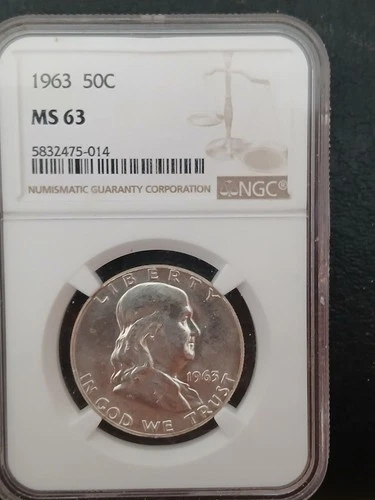 1963 50C
MS 63
5832475-014
NUMISMATIC GUARANTY CORPORATION NGC®
LIBERTY
1963
IN GOD WE TRUST